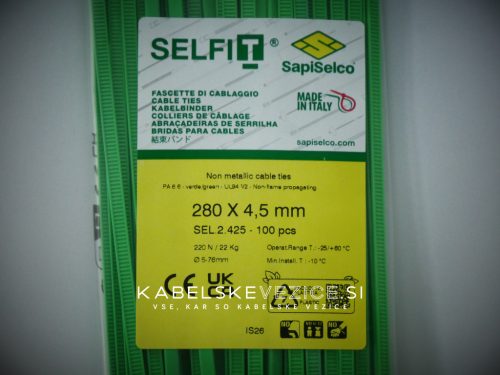 SELFIT®
SapiSelco
FASCETTE DI CABLAGGIO
CABLE TIES
KABELBINDER
COLLIERS DE CÂBLAGE
ABRAÇADEIRAS DE SERRILHA
BRIDAS PARA CABLES
結束バンド
MADE
IN ITALY
sapiselco.com
Non metallic cable ties
PA 6.6 - verde/green - UL94 V2 - Non-flame propagating
280 X 4,5 mm
SEL.2.425 - 100 pcs
220 N / 22 Kg
Operat.Range T.: -25/+60 °C
Ø 5-76mm
Min.Install. T.: -10°C
CE UK
KABELSKEVEZICE.SI
VSE, KAR SO KABELSKE VEZICE
NO
NO
IS26